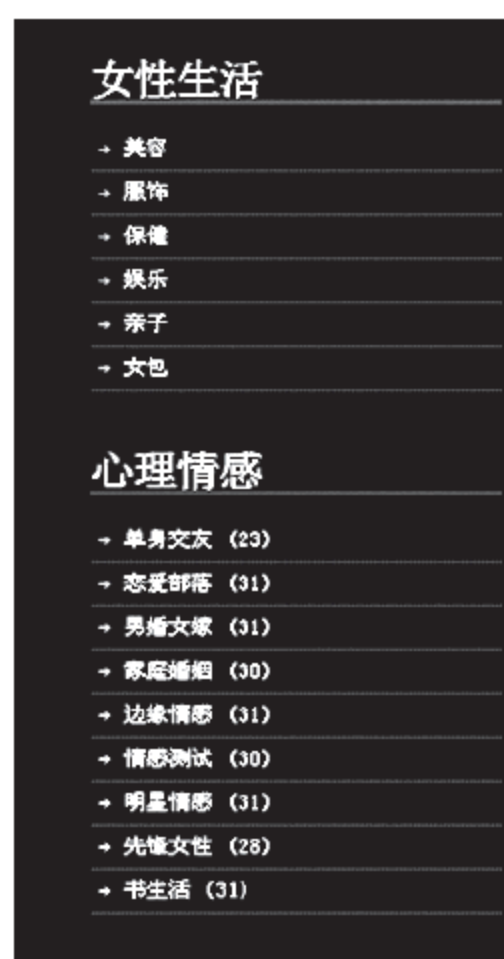 女性生活
→ 美容
→ 服饰
→ 保健
→ 娱乐
→ 亲子
→ 女包
心理情感
→ 单身交友 (23)
→ 恋爱部落 (31)
→ 男婚女嫁 (31)
→ 家庭婚姻 (30)
→ 边缘情感 (31)
→ 情感测试 (30)
→ 明星情感 (31)
→ 先锋女性 (28)
→ 书生活 (31)